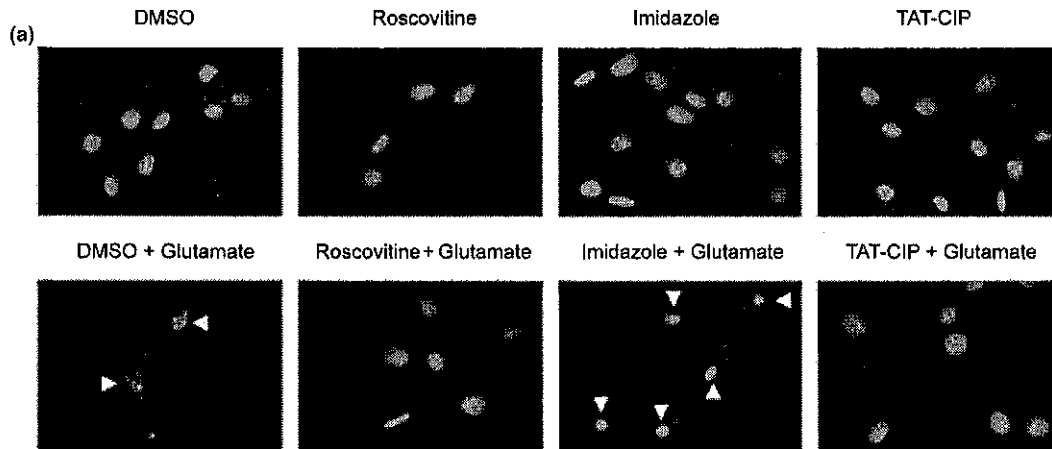 DMSO Roscovitine Imidazole TAT-CIP
(a)
DMSO + Glutamate Roscovitine + Glutamate Imidazole + Glutamate TAT-CIP + Glutamate